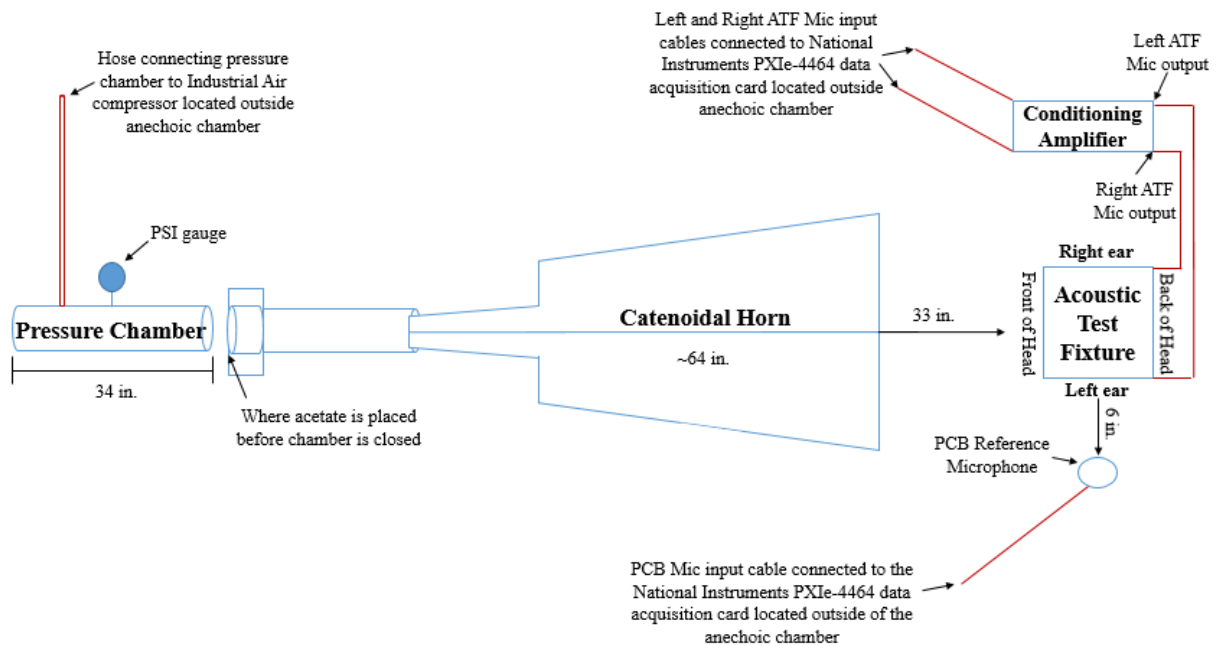 Hose connecting pressure
chamber to Industrial Air
compressor located outside
anechoic chamber
PSI gauge
Pressure Chamber
34 in.
Where acetate is placed
before chamber is closed
Catenoidal Horn
~64 in.
33 in.
Left and Right ATF Mic input
cables connected to National
Instruments PXIe-4464 data
acquisition card located outside
anechoic chamber
Left ATF
Mic output
Conditioning
Amplifier
Right ATF
Mic output
Right ear
Front of Head
Acoustic
Test
Fixture
Back of Head
Left ear
6 in.
PCB Reference
Microphone
PCB Mic input cable connected to the
National Instruments PXIe-4464 data
acquisition card located outside of the
anechoic chamber